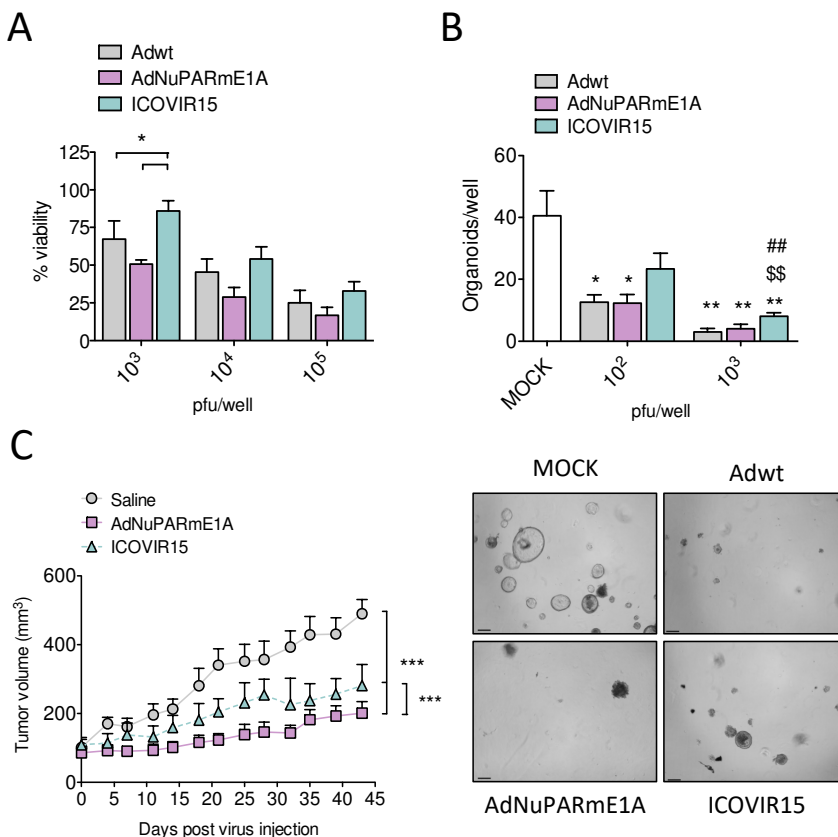 A
Adwt
AdNuPARmE1A
ICOVIR15
*
125
100
75
50
25
0
% viability
10³
10⁴
10⁵
pfu/well
B
Adwt
AdNuPARmE1A
ICOVIR15
60
40
20
0
Organoids/well
##
$$
* * ** ** **
MOCK
10²
10³
pfu/well
C
Saline
AdNuPARmE1A
ICOVIR15
600
400
200
0
Tumor volume (mm³)
***
***
0 5 10 15 20 25 30 35 40 45
Days post virus injection
MOCK
Adwt
AdNuPARmE1A
ICOVIR15